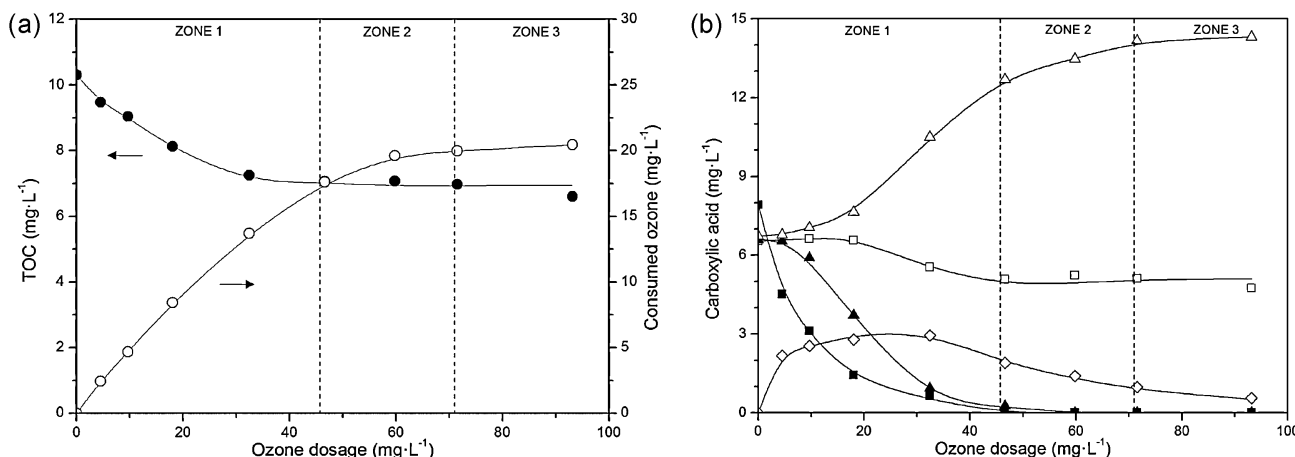 (a)
ZONE 1 ZONE 2 ZONE 3
12
10
8
6
4
2
0
TOC (mg·L⁻¹)
30
25
20
15
10
5
0
Consumed ozone (mg·L⁻¹)
0 20 40 60 80 100
Ozone dosage (mg·L⁻¹)
(b)
ZONE 1 ZONE 2 ZONE 3
15
12
9
6
3
0
Carboxylic acid (mg·L⁻¹)
0 20 40 60 80 100
Ozone dosage (mg·L⁻¹)